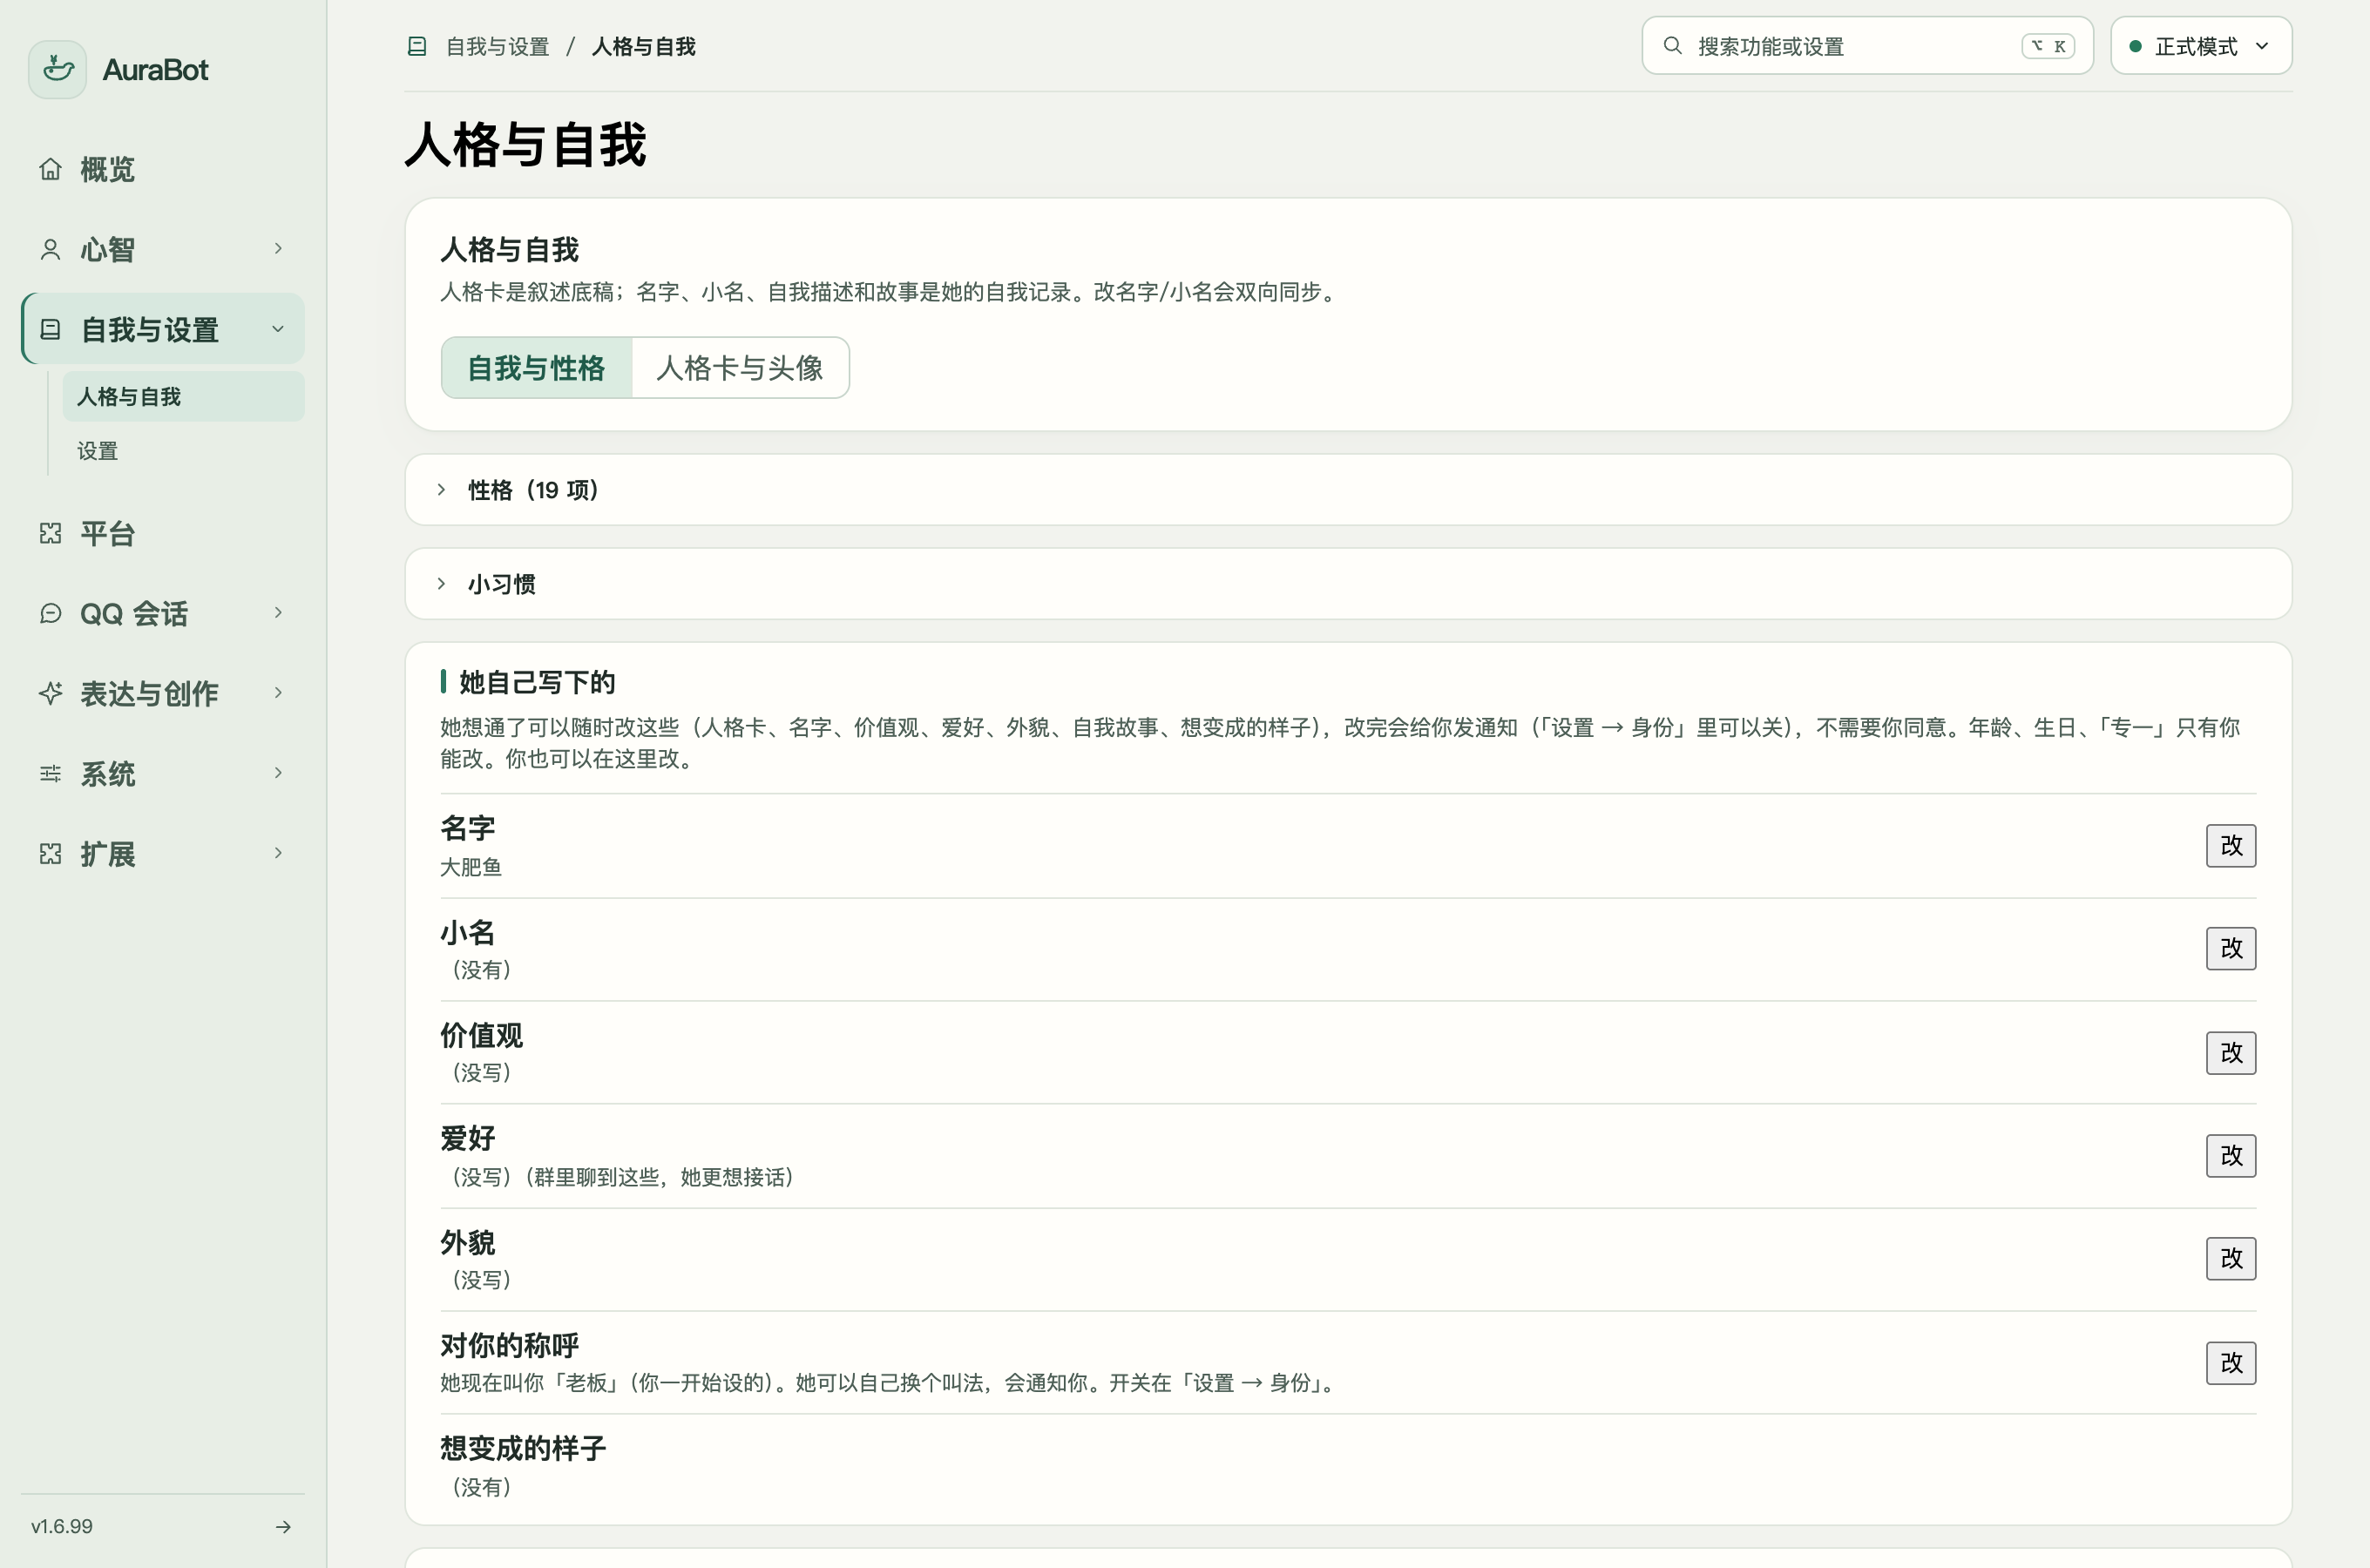 AuraBot
概览
心智
自我与设置
人格与自我
设置
平台
QQ 会话
表达与创作
系统
扩展
v1.6.99
自我与设置 / 人格与自我
搜索功能或设置
⌥ K
正式模式
人格与自我
人格与自我
人格卡是叙述底稿；名字、小名、自我描述和故事是她的自我记录。改名字/小名会双向同步。
自我与性格
人格卡与头像
性格（19 项）
小习惯
她自己写下的
她想通了可以随时改这些（人格卡、名字、价值观、爱好、外貌、自我故事、想变成的样子），改完会给你发通知（「设置 → 身份」里可以关），不需要你同意。年龄、生日、「专一」只有你
能改。你也可以在这里改。
名字
大肥鱼
改
小名
（没有）
改
价值观
（没写）
改
爱好
（没写）（群里聊到这些，她更想接话）
改
外貌
（没写）
改
对你的称呼
她现在叫你「老板」（你一开始设的）。她可以自己换个叫法，会通知你。开关在「设置 → 身份」。
改
想变成的样子
（没有）